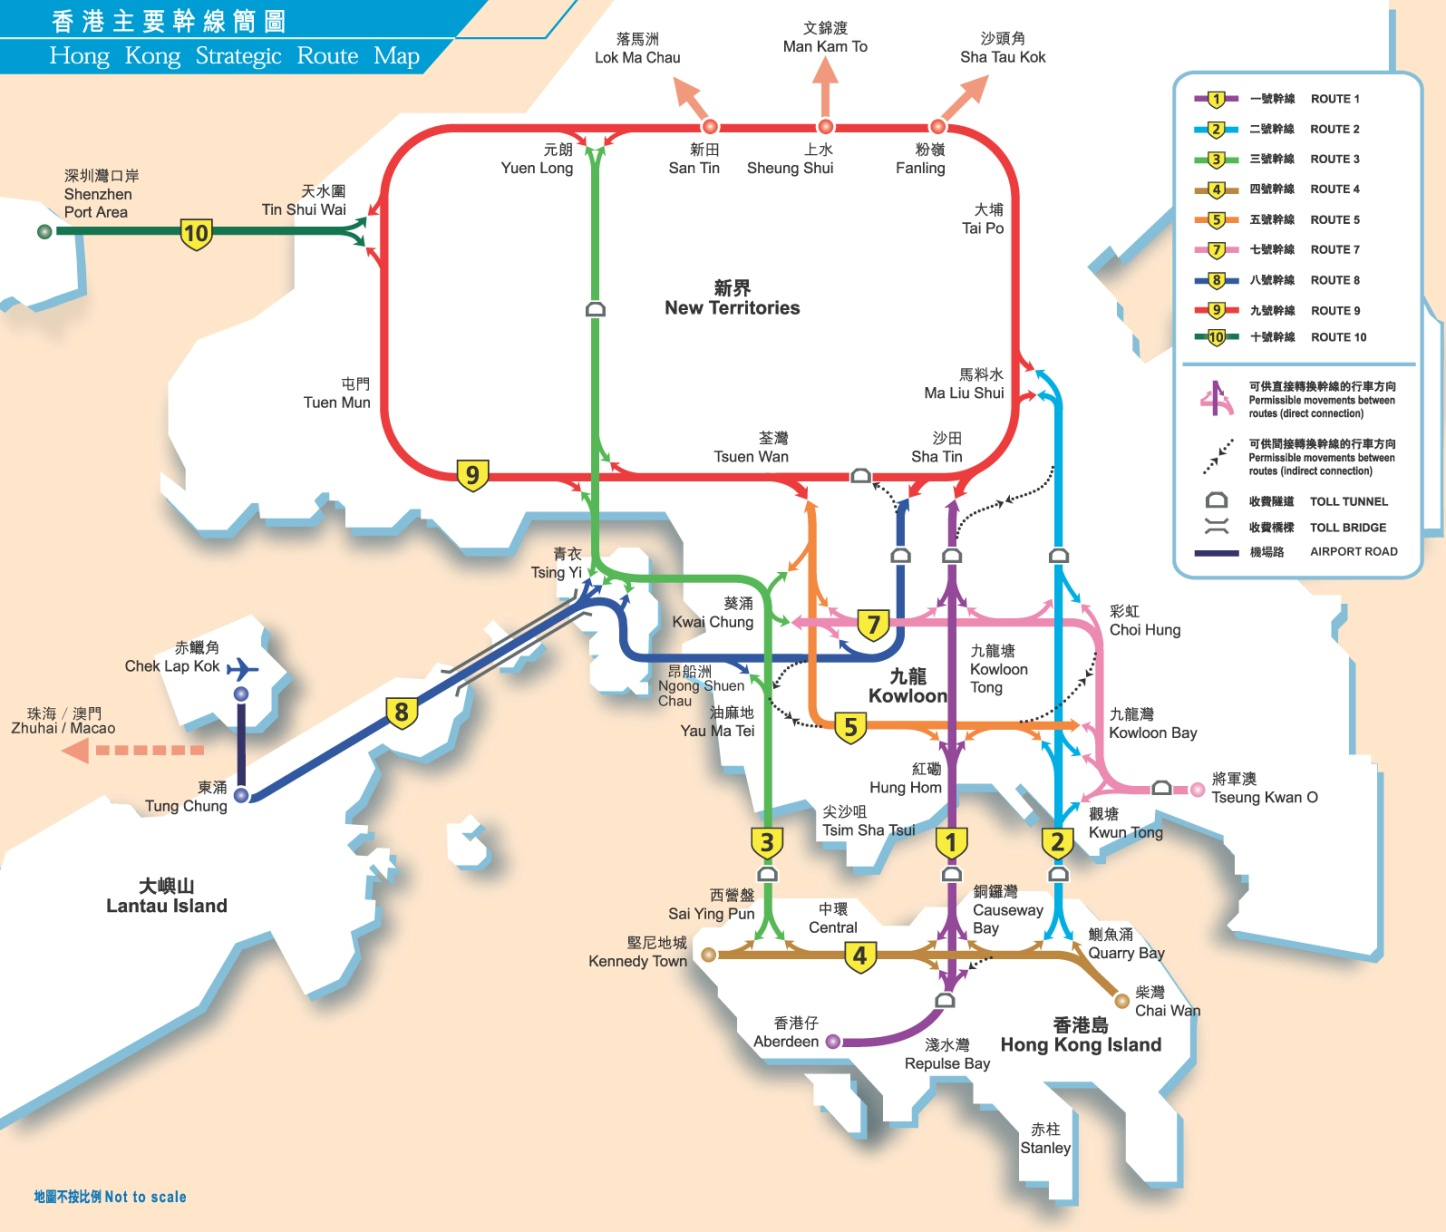 香港主要幹線簡圖
Hong Kong Strategic Route Map
落馬洲
Lok Ma Chau
文錦渡
Man Kam To
沙頭角
Sha Tau Kok
一號幹線 ROUTE 1
二號幹線 ROUTE 2
三號幹線 ROUTE 3
四號幹線 ROUTE 4
五號幹線 ROUTE 5
七號幹線 ROUTE 7
八號幹線 ROUTE 8
九號幹線 ROUTE 9
十號幹線 ROUTE 10
1
2
3
4
5
7
8
9
10
可供直接轉換幹線的行車方向
Permissible movements between
routes (direct connection)
可供間接轉換幹線的行車方向
Permissible movements between
routes (indirect connection)
收費隧道 TOLL TUNNEL
收費橋樑 TOLL BRIDGE
機場路 AIRPORT ROAD
元朗
Yuen Long
新田
San Tin
上水
Sheung Shui
粉嶺
Fanling
深圳灣口岸
Shenzhen
Port Area
10
天水圍
Tin Shui Wai
大埔
Tai Po
新界
New Territories
屯門
Tuen Mun
馬料水
Ma Liu Shui
荃灣
Tsuen Wan
沙田
Sha Tin
9
青衣
Tsing Yi
葵涌
Kwai Chung
7
彩虹
Choi Hung
赤鱲角
Chek Lap Kok
昂船洲
Ngong Shuen
Chau
九龍
Kowloon
九龍塘
Kowloon
Tong
珠海 / 澳門
Zhuhai / Macao
8
油麻地
Yau Ma Tei
5
九龍灣
Kowloon Bay
東涌
Tung Chung
紅磡
Hung Hom
將軍澳
Tseung Kwan O
尖沙咀
Tsim Sha Tsui
觀塘
Kwun Tong
3
1
2
大嶼山
Lantau Island
西營盤
Sai Ying Pun
中環
Central
銅鑼灣
Causeway
Bay
堅尼地城
Kennedy Town
4
鰂魚涌
Quarry Bay
柴灣
Chai Wan
香港仔
Aberdeen
淺水灣
Repulse Bay
香港島
Hong Kong Island
赤柱
Stanley
地圖不按比例 Not to scale